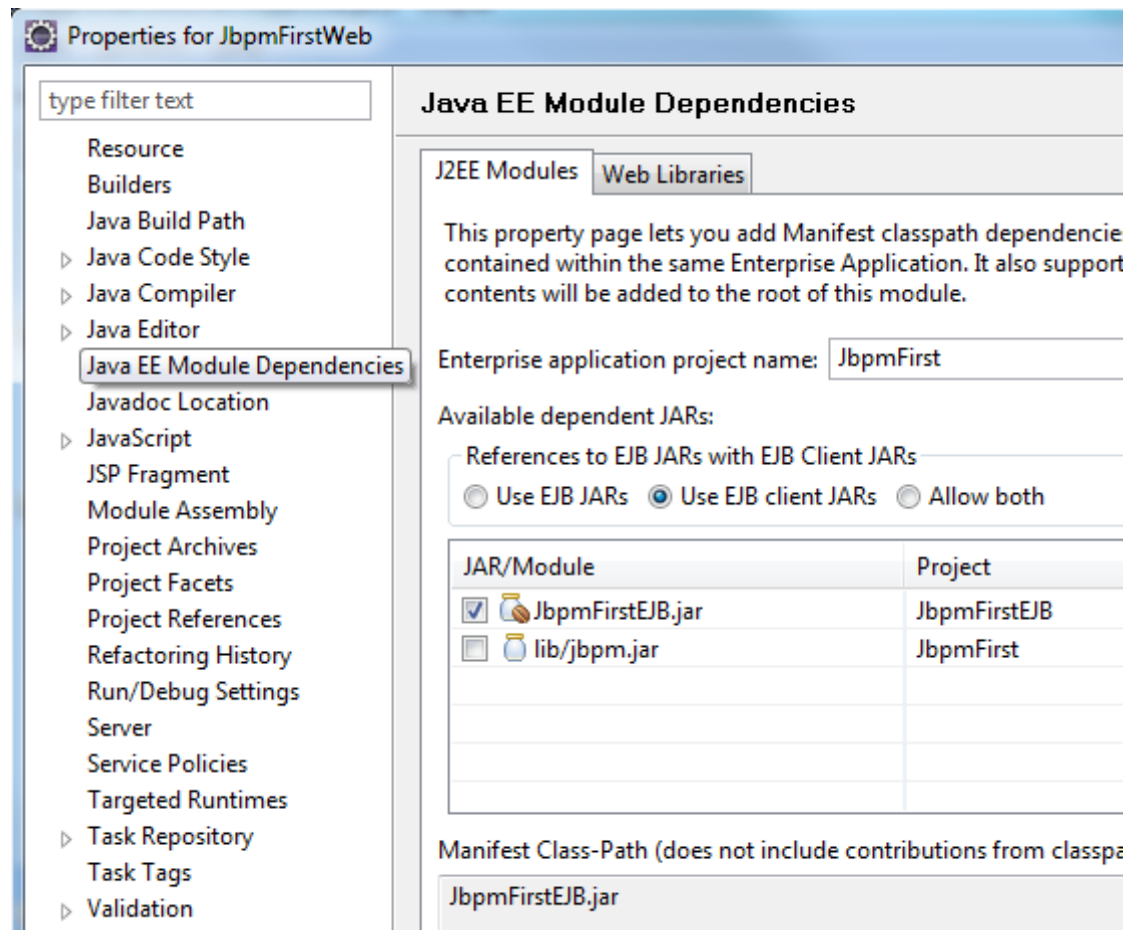 Properties for JbpmFirstWeb
type filter text
Resource
Builders
Java Build Path
Java Code Style
Java Compiler
Java Editor
Java EE Module Dependencies
Javadoc Location
JavaScript
JSP Fragment
Module Assembly
Project Archives
Project Facets
Project References
Refactoring History
Run/Debug Settings
Server
Service Policies
Targeted Runtimes
Task Repository
Task Tags
Validation
Java EE Module Dependencies
J2EE Modules Web Libraries
This property page lets you add Manifest classpath dependencies
contained within the same Enterprise Application. It also support
contents will be added to the root of this module.
Enterprise application project name: JbpmFirst
Available dependent JARs:
References to EJB JARs with EJB Client JARs
Use EJB JARs Use EJB client JARs Allow both
JAR/Module Project
JbpmFirstEJB.jar JbpmFirstEJB
lib/jbpm.jar JbpmFirst
Manifest Class-Path (does not include contributions from classpa
JbpmFirstEJB.jar